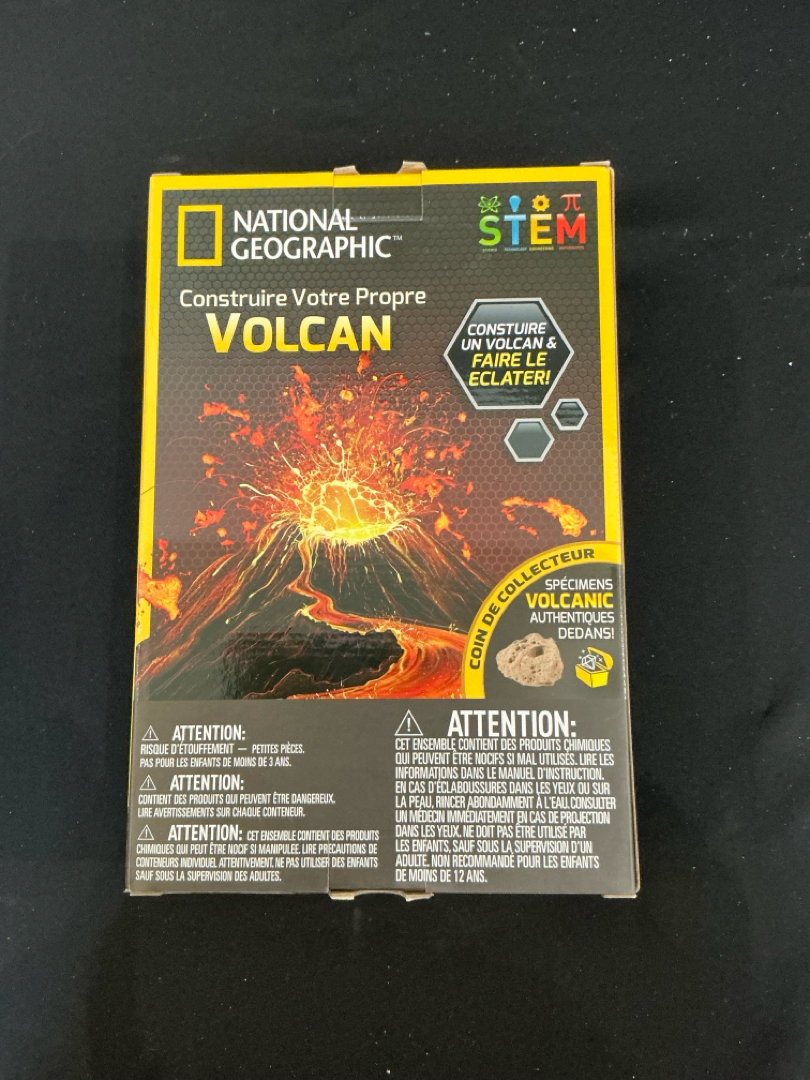 NATIONAL
GEOGRAPHIC™
STEM
Construire Votre Propre
VOLCAN
CONSTUIRE
UN VOLCAN &
FAIRE LE
ECLATER!
COIN DE COLLECTEUR
SPÉCIMENS
VOLCANIC
AUTHENTIQUES
DEDANS!
ATTENTION:
RISQUE D'ÉTOUFFEMENT — PETITES PIÈCES.
PAS POUR LES ENFANTS DE MOINS DE 3 ANS.
ATTENTION:
CONTIENT DES PRODUITS QUI PEUVENT ÊTRE DANGEREUX.
LIRE AVERTISSEMENTS SUR CHAQUE CONTENEUR.
ATTENTION: CET ENSEMBLE CONTIENT DES PRODUITS
CHIMIQUES QUI PEUT ÊTRE NOCIF SI MANIPULEE. LIRE PRÉCAUTIONS DE
CONTENEURS INDIVIDUEL ATTENTIVEMENT. NE PAS UTILISER DES ENFANTS
SAUF SOUS LA SUPERVISION DES ADULTES.
ATTENTION:
CET ENSEMBLE CONTIENT DES PRODUITS CHIMIQUES
QUI PEUVENT ÊTRE NOCIFS SI MAL UTILISÉS. LIRE LES
INFORMATIONS DANS LE MANUEL D'INSTRUCTION.
EN CAS D'ÉCLABOUSSURES DANS LES YEUX OU SUR
LA PEAU, RINCER ABONDAMMENT À L'EAU. CONSULTER
UN MÉDECIN IMMÉDIATEMENT EN CAS DE PROJECTION
DANS LES YEUX. NE DOIT PAS ÊTRE UTILISÉ PAR
LES ENFANTS, SAUF SOUS LA SUPERVISION D'UN
ADULTE. NON RECOMMANDÉ POUR LES ENFANTS
DE MOINS DE 12 ANS.